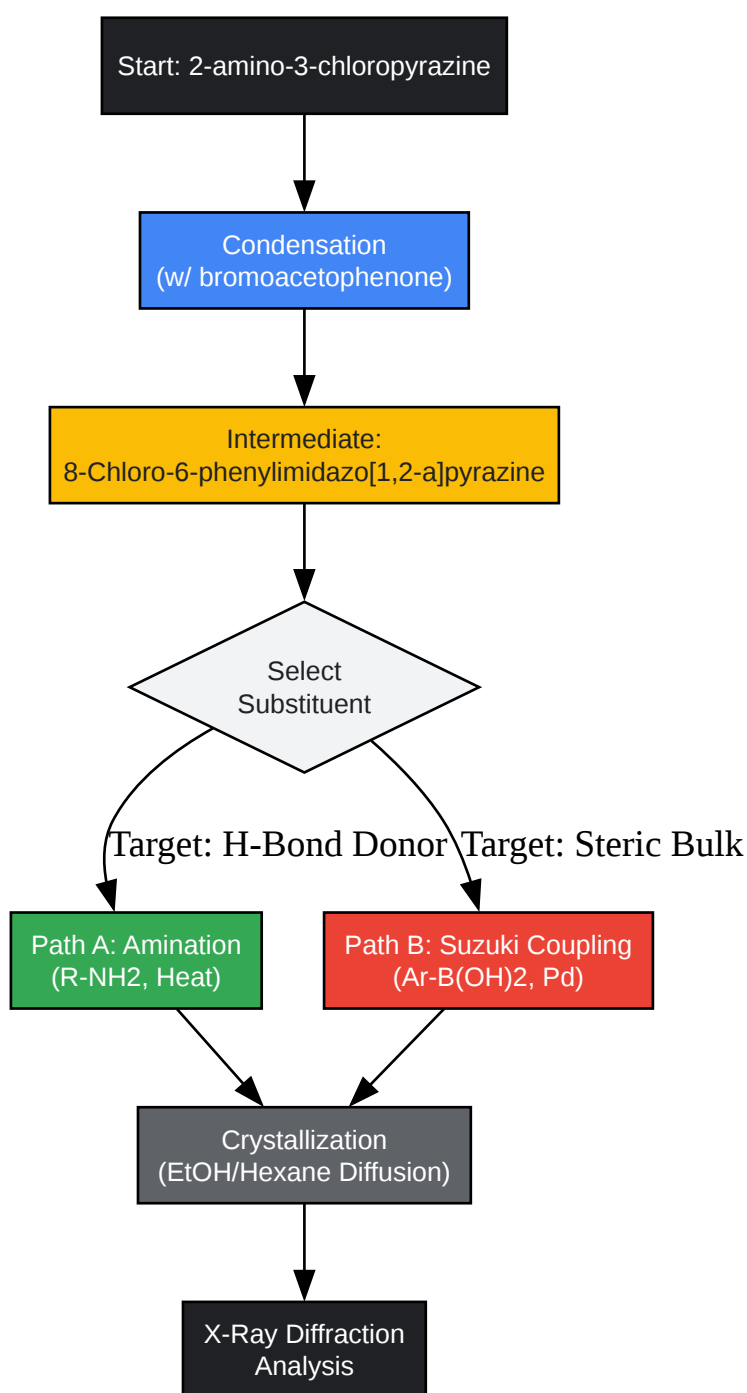 Start: 2-amino-3-chloropyrazine
Condensation
(w/ bromoacetophenone)
Intermediate:
8-Chloro-6-phenylimidazo[1,2-a]pyrazine
Select
Substituent
Target: H-Bond Donor
Target: Steric Bulk
Path A: Amination
(R-NH2, Heat)
Path B: Suzuki Coupling
(Ar-B(OH)2, Pd)
Crystallization
(EtOH/Hexane Diffusion)
X-Ray Diffraction
Analysis